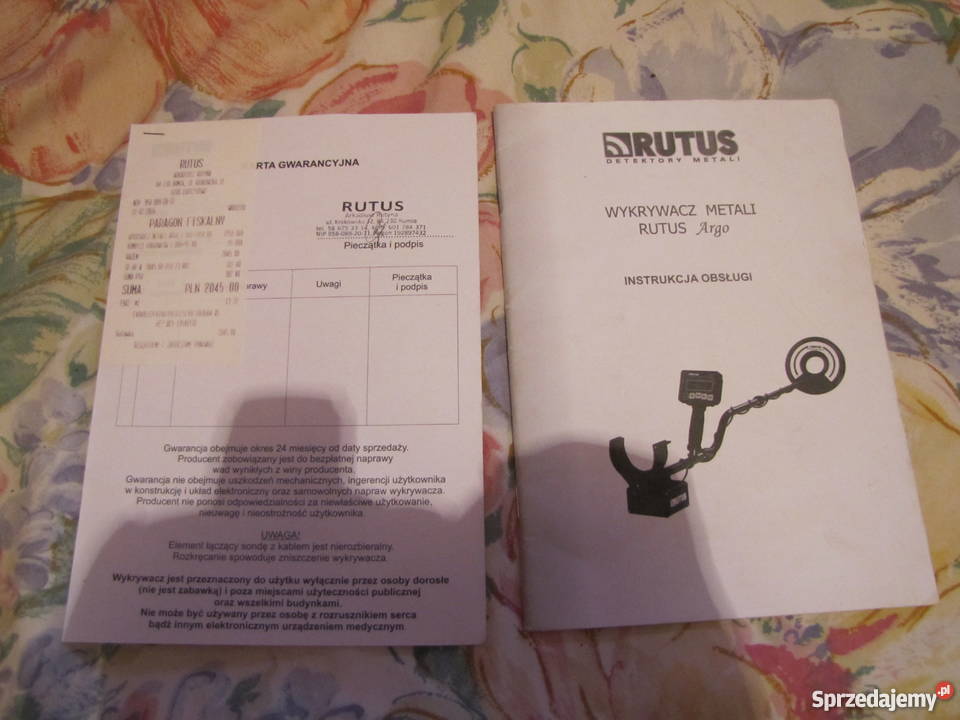 RUTUS
PARAGON FISKALNY
SUMA PLN 2045.00
ARTA GWARANCYJNA
RUTUS
Arkadiusz Rutyna
Pieczątka i podpis
rawy
Uwagi
Pieczątka
i podpis
Gwarancja obejmuje okres 24 miesięcy od daty sprzedaży.
Producent zobowiązany jest do bezpłatnej naprawy
wad wynikłych z winy producenta.
Gwarancja nie obejmuje uszkodzeń mechanicznych, ingerencji użytkownika
w konstrukcję i układ elektroniczny oraz samowolnych napraw wykrywacza.
Producent nie ponosi odpowiedzialności za niewłaściwe użytkowanie,
nieuwagę i nieostrożność użytkownika.
UWAGA!
Element łączący sondę z kablem jest nierozbieralny.
Rozkręcanie spowoduje zniszczenie wykrywacza.
Wykrywacz jest przeznaczony do użytku wyłącznie przez osoby dorosłe
(nie jest zabawką) i poza miejscami użyteczności publicznej
oraz wszelkimi budynkami.
Nie może być używany przez osobę z rozrusznikiem serca
bądź innym elektronicznym urządzeniem medycznym
RUTUS
DETEKTORY METALI
WYKRYWACZ METALI
RUTUS Argo
INSTRUKCJA OBSŁUGI
Sprzedajemy.pl